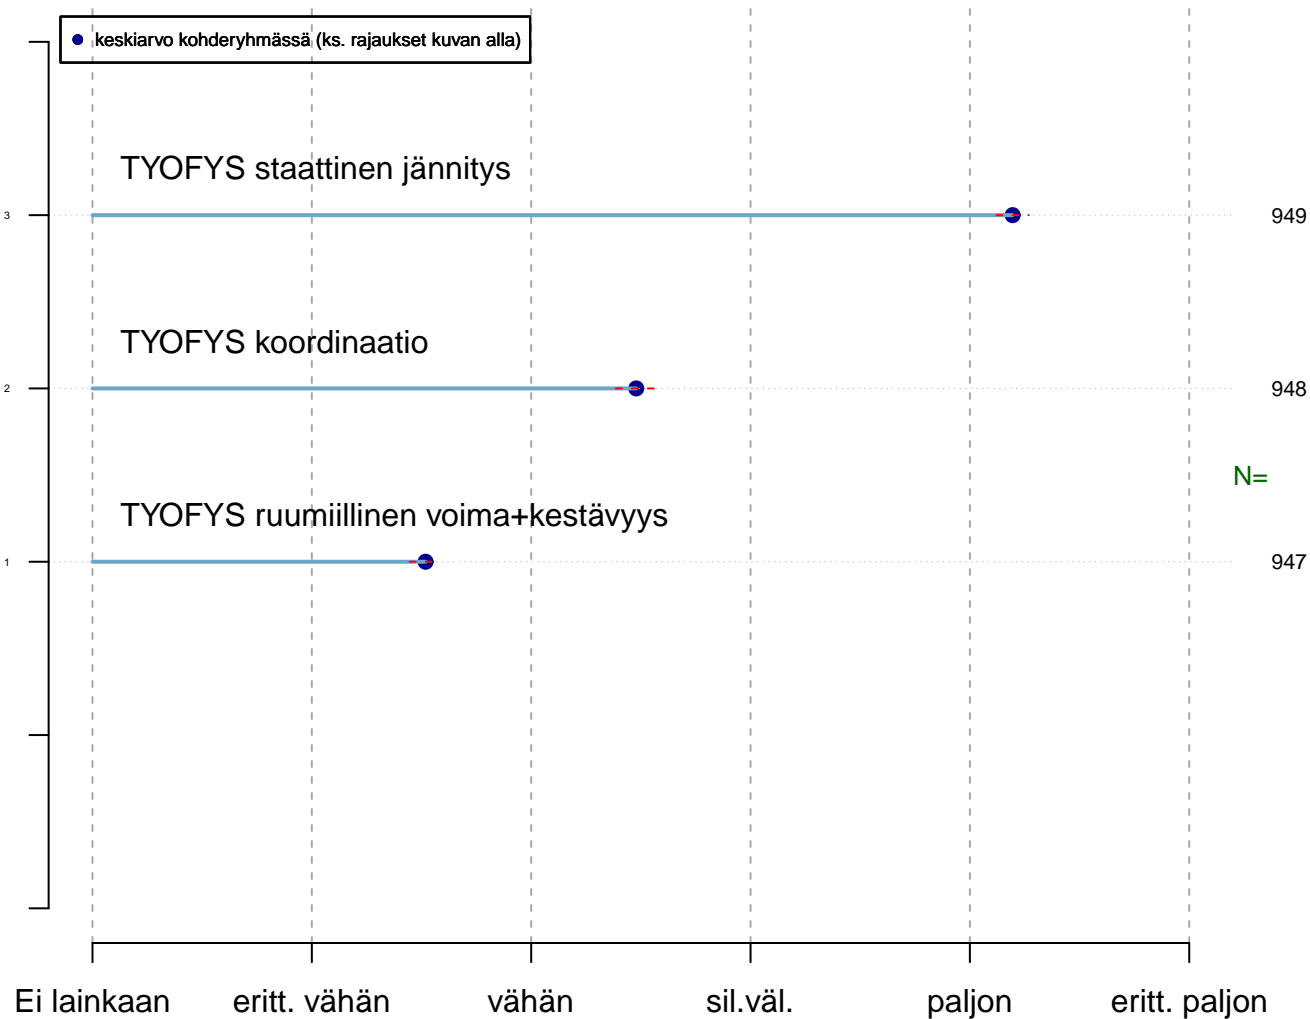 keskiarvo kohderyhmässä (ks. rajaukset kuvan alla)
TYOFYS staattinen jännitys
3 949
TYOFYS koordinaatio
2 948
N=
TYOFYS ruumiillinen voima+kestävyys
1 947
Ei lainkaan eritt. vähän vähän sil.väl. paljon eritt. paljon